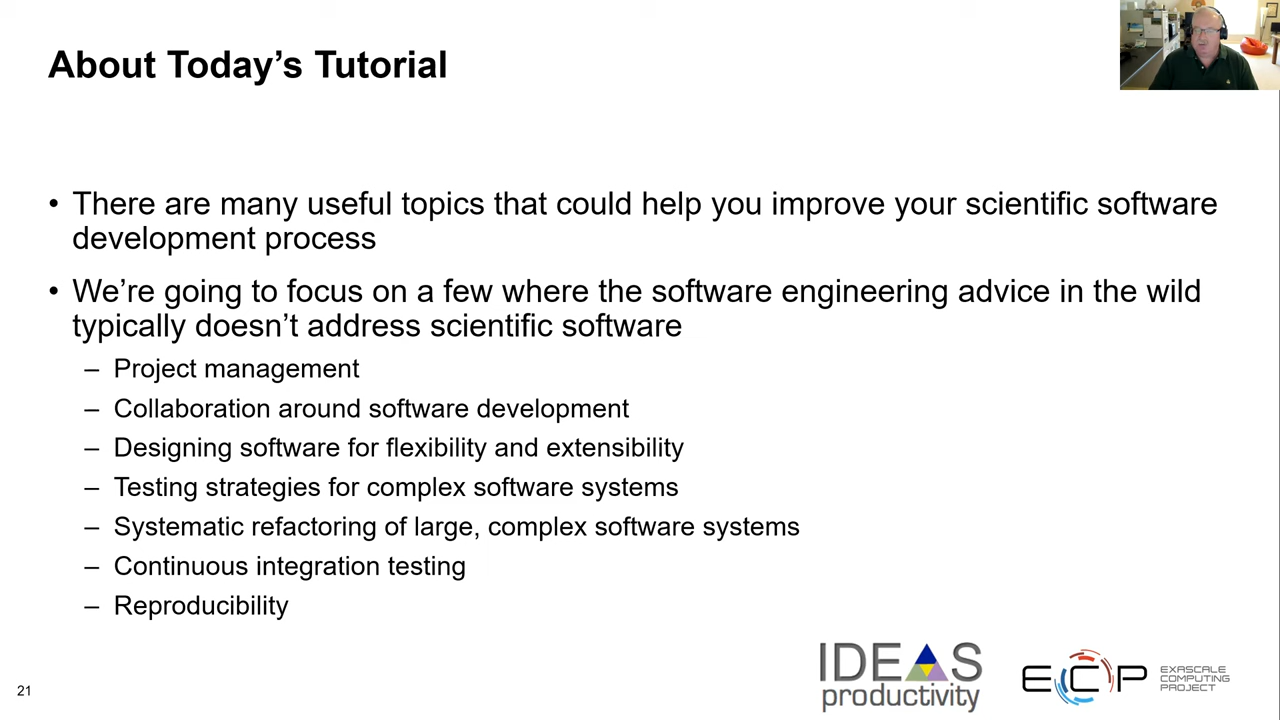 About Today’s Tutorial
• There are many useful topics that could help you improve your scientific software
development process
• We’re going to focus on a few where the software engineering advice in the wild
typically doesn’t address scientific software
– Project management
– Collaboration around software development
– Designing software for flexibility and extensibility
– Testing strategies for complex software systems
– Systematic refactoring of large, complex software systems
– Continuous integration testing
– Reproducibility
21
IDEAS
productivity
ECP
EXASCALE
COMPUTING
PROJECT